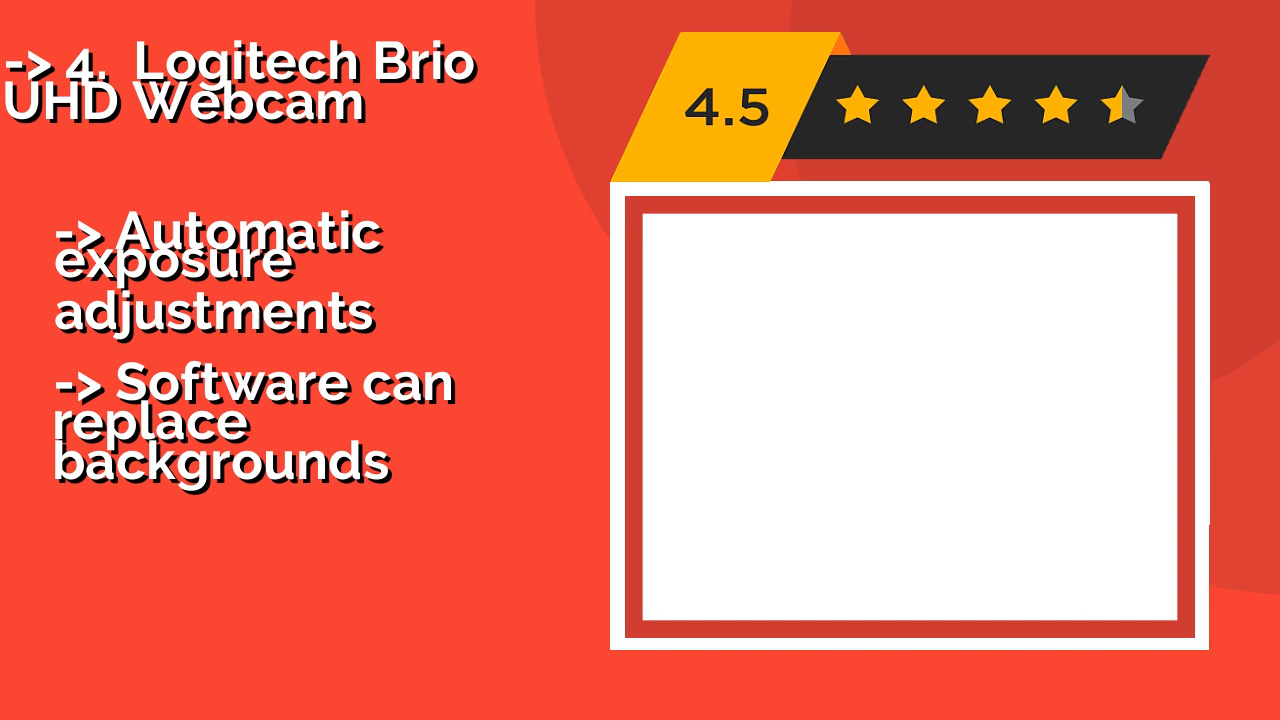 -> 4.  Logitech Brio
UHD Webcam
4.5
-> Automatic
exposure
adjustments
-> Software can
replace
backgrounds